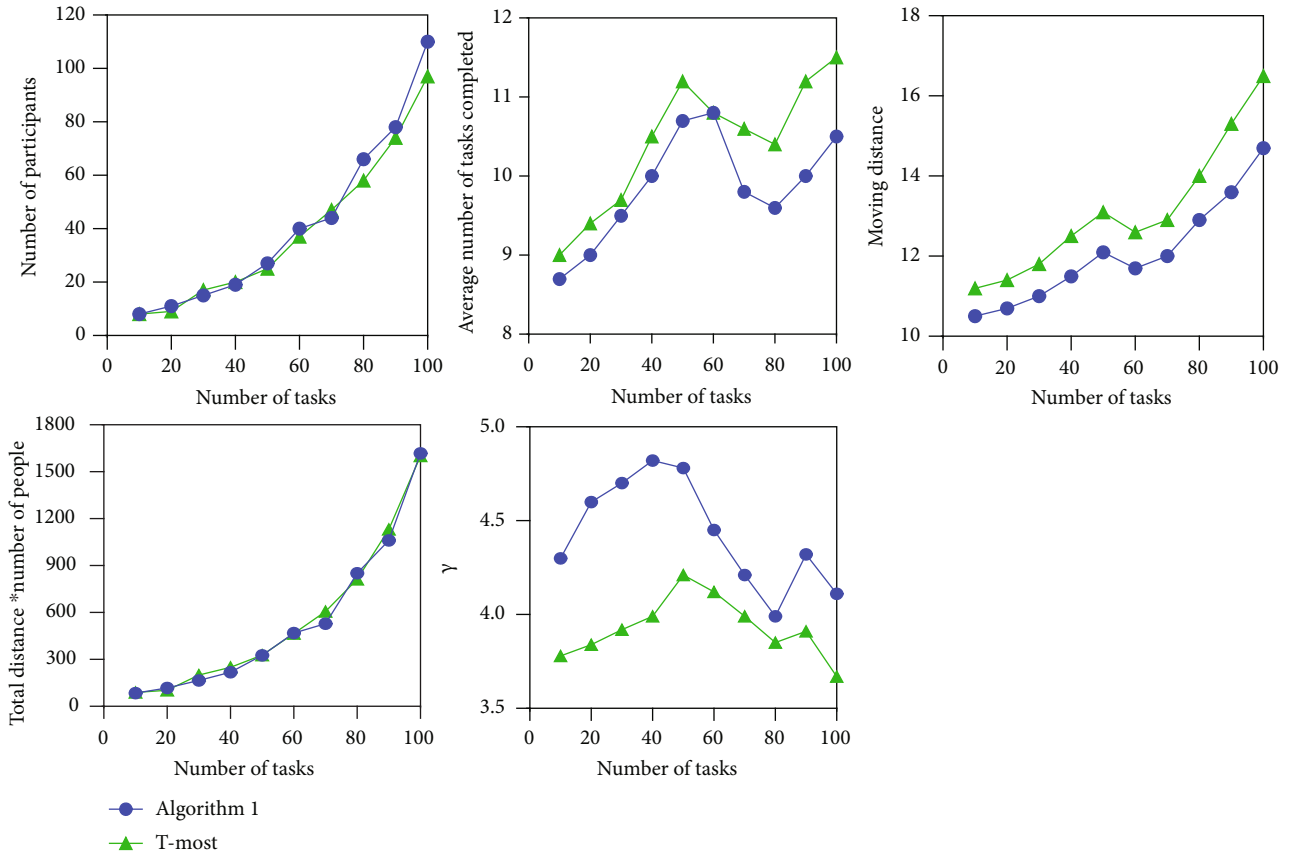 120
100
80
60
40
20
0
Number of participants
0 20 40 60 80 100
Number of tasks
12
11
10
9
8
Average number of tasks completed
0 20 40 60 80 100
Number of tasks
18
16
14
12
10
Moving distance
0 20 40 60 80 100
Number of tasks
1800
1500
1200
900
600
300
0
Total distance *number of people
0 20 40 60 80 100
Number of tasks
5.0
4.5
4.0
3.5
γ
0 20 40 60 80 100
Number of tasks
Algorithm 1
T-most